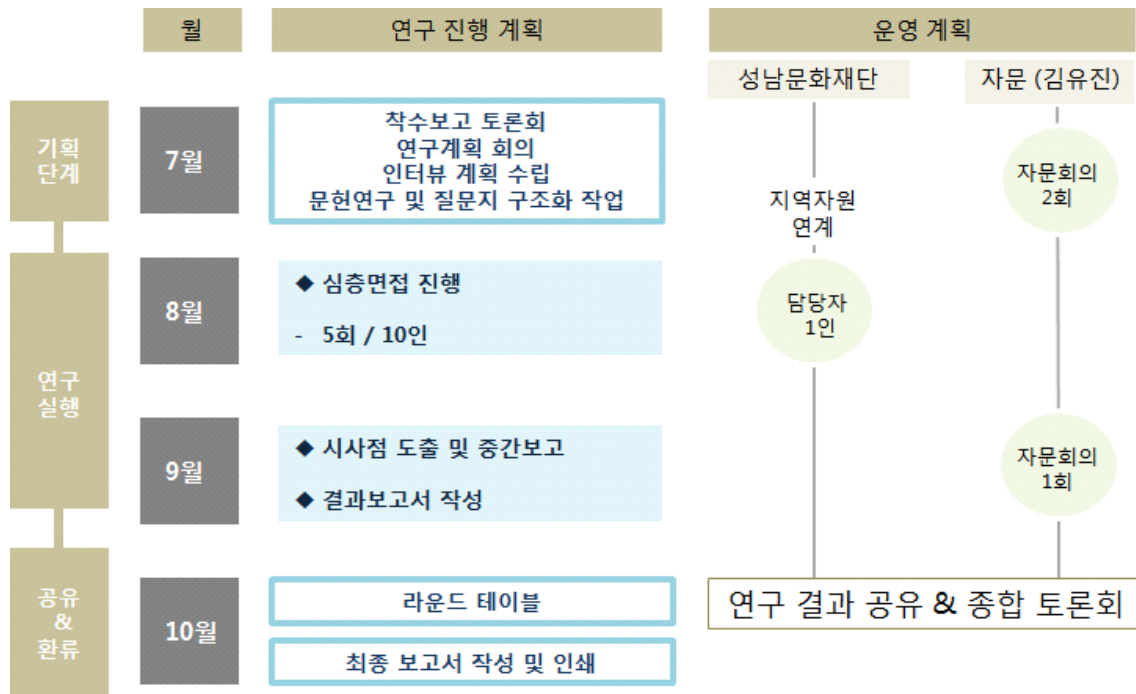 월
연구 진행 계획
운영 계획
성남문화재단
자문 (김유진)
기획
단계
7월
착수보고 토론회
연구계획 회의
인터뷰 계획 수립
문헌연구 및 질문지 구조화 작업
지역자원
연계
자문회의
2회
연구
실행
8월
◆ 심층면접 진행
- 5회 / 10인
담당자
1인
9월
◆ 시사점 도출 및 중간보고
◆ 결과보고서 작성
자문회의
1회
공유
&
환류
10월
라운드 테이블
최종 보고서 작성 및 인쇄
연구 결과 공유 & 종합 토론회